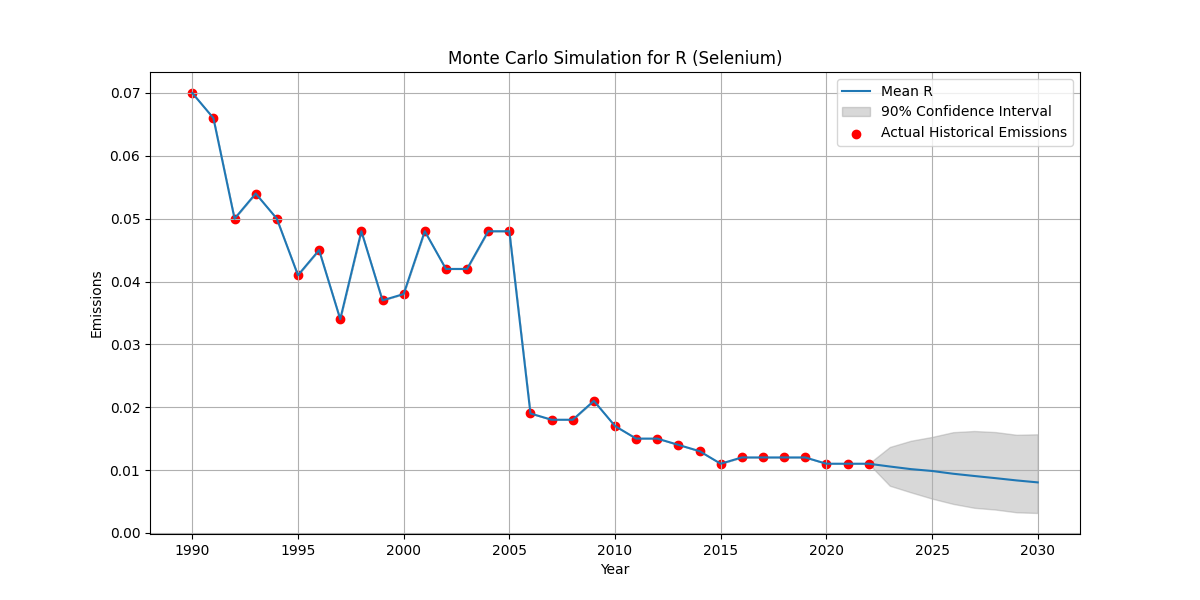 Monte Carlo Simulation for R (Selenium)
Mean R
90% Confidence Interval
Actual Historical Emissions
Emissions
0.07
0.06
0.05
0.04
0.03
0.02
0.01
0.00
1990 1995 2000 2005 2010 2015 2020 2025 2030
Year